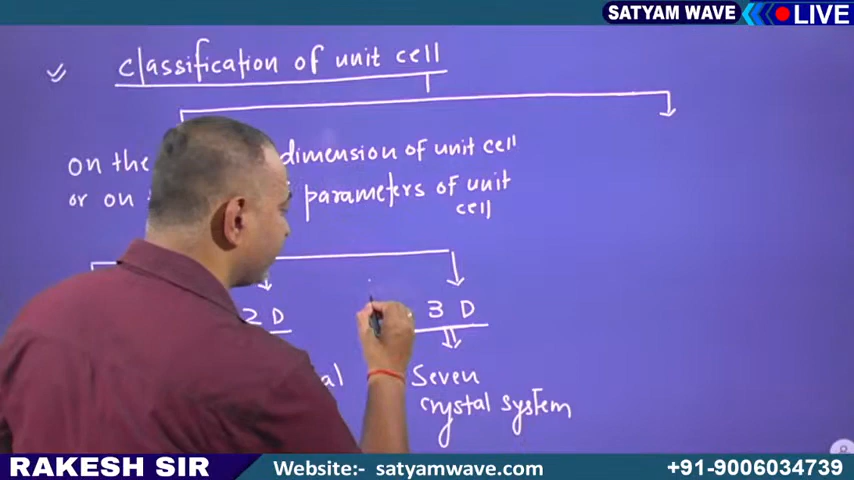 SATYAM WAVE LIVE
classification of unit cell
on the dimension of unit cell
or on parameters of unit
cell
2 D 3 D
al Seven
crystal system
RAKESH SIR Website:- satyamwave.com +91-9006034739